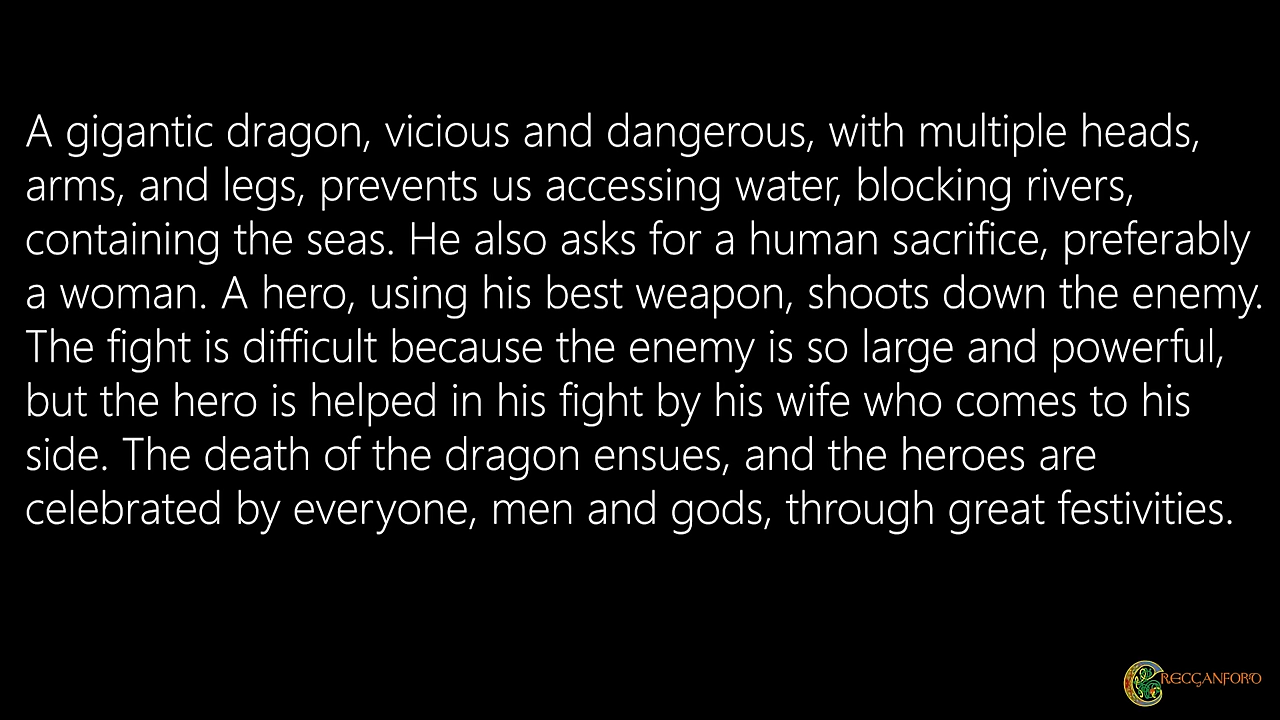 A gigantic dragon, vicious and dangerous, with multiple heads,
arms, and legs, prevents us accessing water, blocking rivers,
containing the seas. He also asks for a human sacrifice, preferably
a woman. A hero, using his best weapon, shoots down the enemy.
The fight is difficult because the enemy is so large and powerful,
but the hero is helped in his fight by his wife who comes to his
side. The death of the dragon ensues, and the heroes are
celebrated by everyone, men and gods, through great festivities.
CRECGANFORD